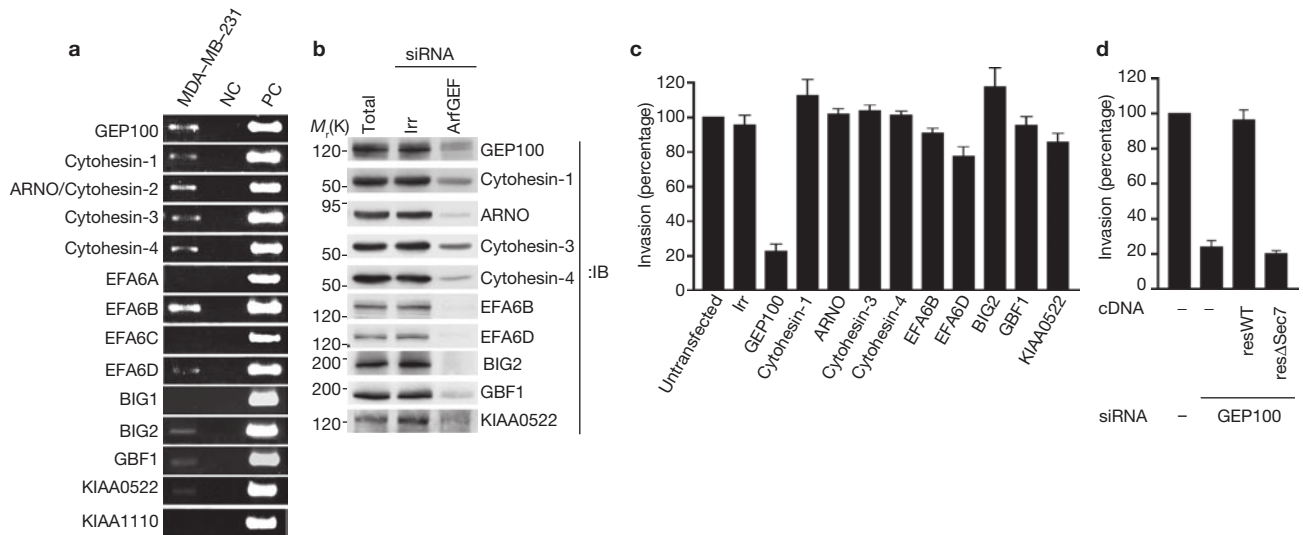 a
MDA–MB–231
NC
PC
GEP100
Cytohesin-1
ARNO/Cytohesin-2
Cytohesin-3
Cytohesin-4
EFA6A
EFA6B
EFA6C
EFA6D
BIG1
BIG2
GBF1
KIAA0522
KIAA1110
b
siRNA
Mr(K)
Total
Irr
ArfGEF
120-
GEP100
50-
Cytohesin-1
95-
ARNO
50-
Cytohesin-3
50-
Cytohesin-4
120-
EFA6B
120-
EFA6D
200-
BIG2
200-
GBF1
120-
KIAA0522
:IB
c
Invasion (percentage)
120
100
80
60
40
20
0
Untransfected
Irr
GEP100
Cytohesin-1
ARNO
Cytohesin-3
Cytohesin-4
EFA6B
EFA6D
BIG2
GBF1
KIAA0522
d
Invasion (percentage)
120
100
80
60
40
20
0
cDNA
– – resWT res∆Sec7
siRNA – GEP100